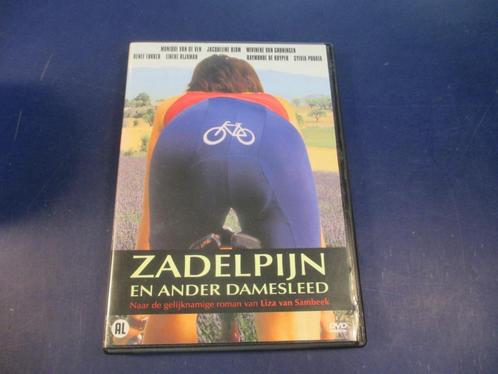 MONIQUE VAN DE VEN JACQUELINE BLOM WIVINEKE VAN GRONINGEN
RENEE FOKKER LINEKE RIJXMAN RAYMONDE DE KUYPER SYLVIA POORTA
ZADELPIJN
EN ANDER DAMESLEED
Naar de gelijknamige roman van Liza van Sambeek
AL
DVD